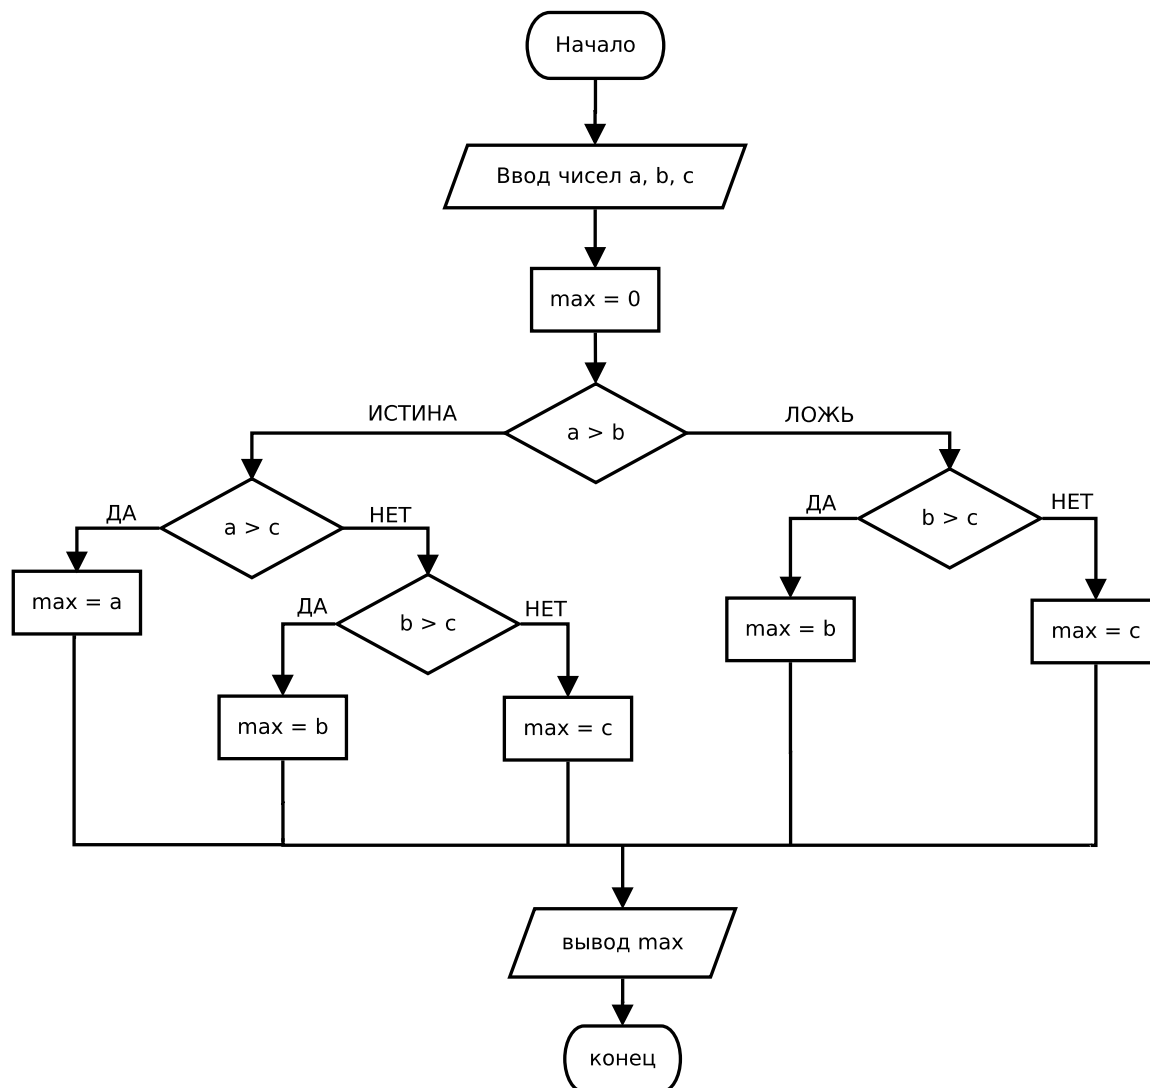 Начало
Ввод чисел a, b, c
max = 0
a > b
ИСТИНА
ЛОЖЬ
a > c
ДА
НЕТ
b > c
ДА
НЕТ
max = a
b > c
ДА
НЕТ
max = b
max = c
max = b
max = c
вывод max
конец